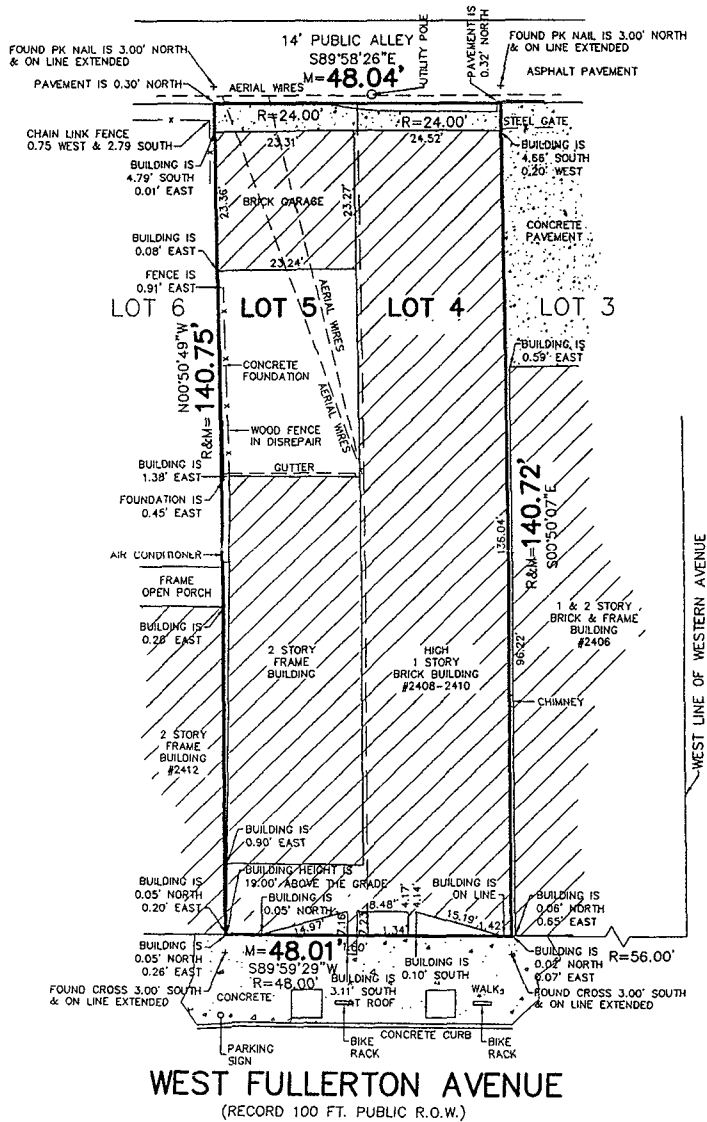 14' PUBLIC ALLEY
S89°58'26"E
M=48.04'
FOUND PK NAIL IS 3.00' NORTH
& ON LINE EXTENDED
PAVEMENT IS 0.30' NORTH
AERIAL WIRES
UTILITY POLE
PAVEMENT IS
0.32' NORTH
FOUND PK NAIL IS 3.00' NORTH
& ON LINE EXTENDED
ASPHALT PAVEMENT
R=24.00'
R=24.00'
STEEL GATE
CHAIN LINK FENCE
0.75 WEST & 2.79 SOUTH
23.31'
24.52'
BUILDING IS
4.79' SOUTH
0.01' EAST
BUILDING IS
4.66' SOUTH
0.20' WEST
23.36'
BRICK GARAGE
23.27'
CONCRETE
PAVEMENT
BUILDING IS
0.08' EAST
23.24'
FENCE IS
0.91' EAST
LOT 6
LOT 5
LOT 4
LOT 3
AERIAL WIRES
AERIAL WIRES
N00°50'49"W
R&M=140.75'
BUILDING IS
0.59' EAST
CONCRETE
FOUNDATION
WOOD FENCE
IN DISREPAIR
GUTTER
BUILDING IS
1.38' EAST
FOUNDATION IS
0.45' EAST
136.04'
R&M=140.72'
S00°50'07"E
AIR CONDITIONER
FRAME
OPEN PORCH
BUILDING IS
0.26' EAST
2 STORY
FRAME
BUILDING
HIGH
1 STORY
BRICK BUILDING
#2408-2410
96.22'
1 & 2 STORY
BRICK & FRAME
BUILDING
#2406
CHIMNEY
WEST LINE OF WESTERN AVENUE
2 STORY
FRAME
BUILDING
#2412
BUILDING IS
0.90' EAST
BUILDING HEIGHT IS
19.00' ABOVE THE GRADE
BUILDING IS
0.05' NORTH
0.20' EAST
BUILDING IS
0.05' NORTH
14.97'
7.16'
7.23'
8.48"
1.34'
4.17'
4.14'
BUILDING IS
ON LINE
15.19'
1.42'
BUILDING IS
0.06' NORTH
0.65' EAST
BUILDING IS
0.05' NORTH
0.26' EAST
M=48.01'
1.60'
S89°59'29"W
R=48.00'
BUILDING IS
3.11' SOUTH
AT ROOF
BUILDING IS
0.10' SOUTH
BUILDING IS
0.02' NORTH
0.07' EAST
R=56.00'
FOUND CROSS 3.00' SOUTH
& ON LINE EXTENDED
CONCRETE
WALK
FOUND CROSS 3.00' SOUTH
& ON LINE EXTENDED
CONCRETE CURB
PARKING
SIGN
BIKE
RACK
BIKE
RACK
WEST FULLERTON AVENUE
(RECORD 100 FT. PUBLIC R.O.W.)